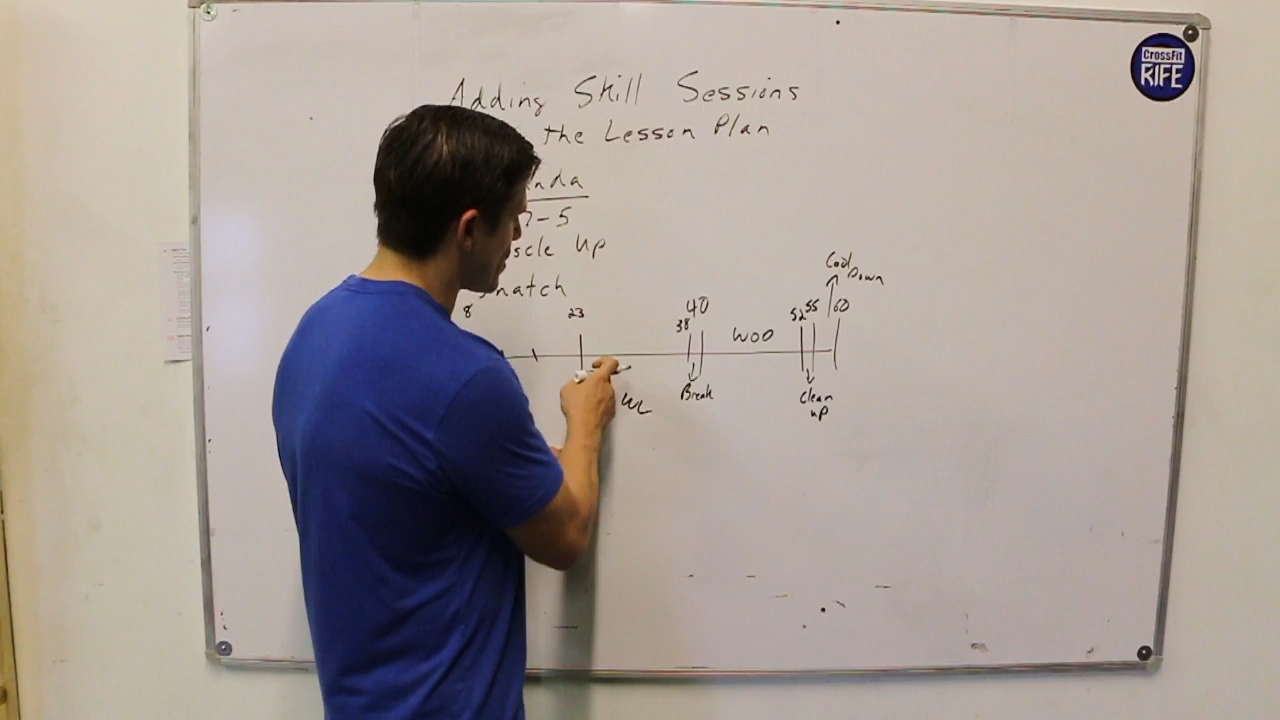 CrossFit
RIFE
Adding Skill Sessions
the Lesson Plan
nda
7-5
scle Up
natch
Cool
Down
8
23
38
40
52
55
60
WOD
WL
Break
Clean
up